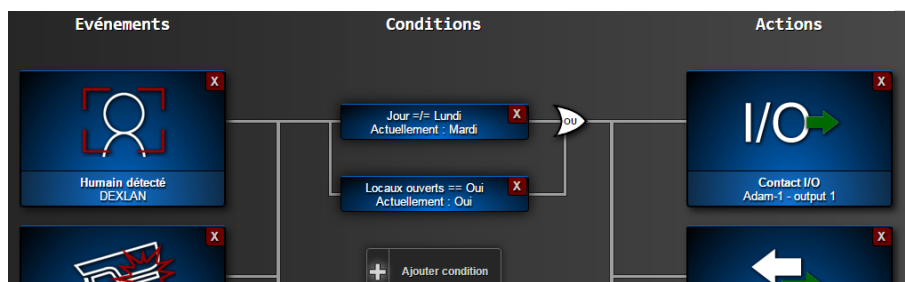 Evénements
Conditions
Actions
X
Humain détecté
DEXLAN
Jour =/= Lundi
Actuellement : Mardi
X
OU
Locaux ouverts == Oui
Actuellement : Oui
X
Ajouter condition
X
I/O
Contact I/O
Adam-1 - output 1
X
X